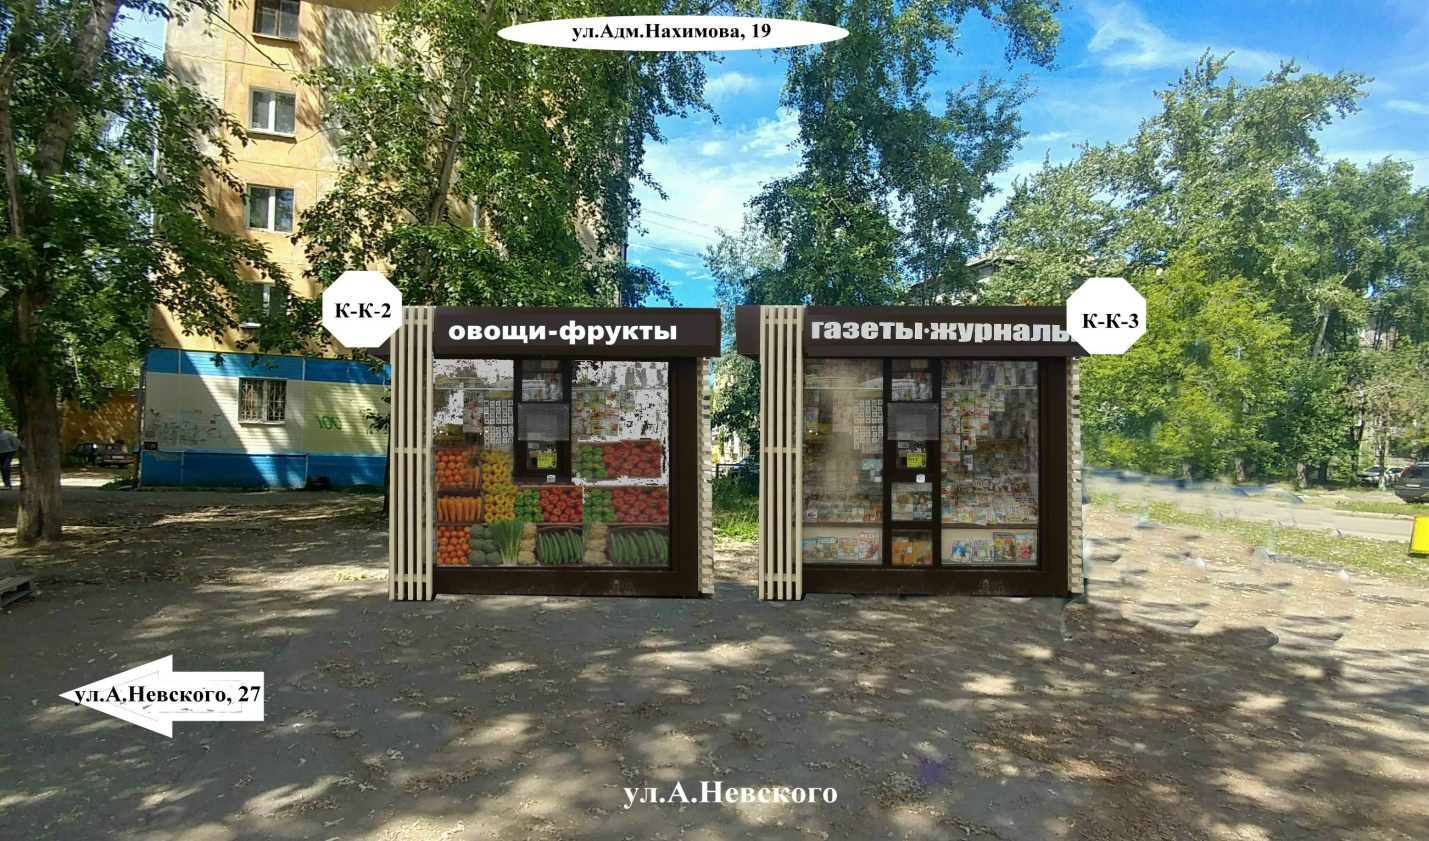 ул.Адм.Нахимова, 19
К-К-2
овощи-фрукты
газеты·журналы
К-К-3
ул.А.Невского, 27
ул.А.Невского